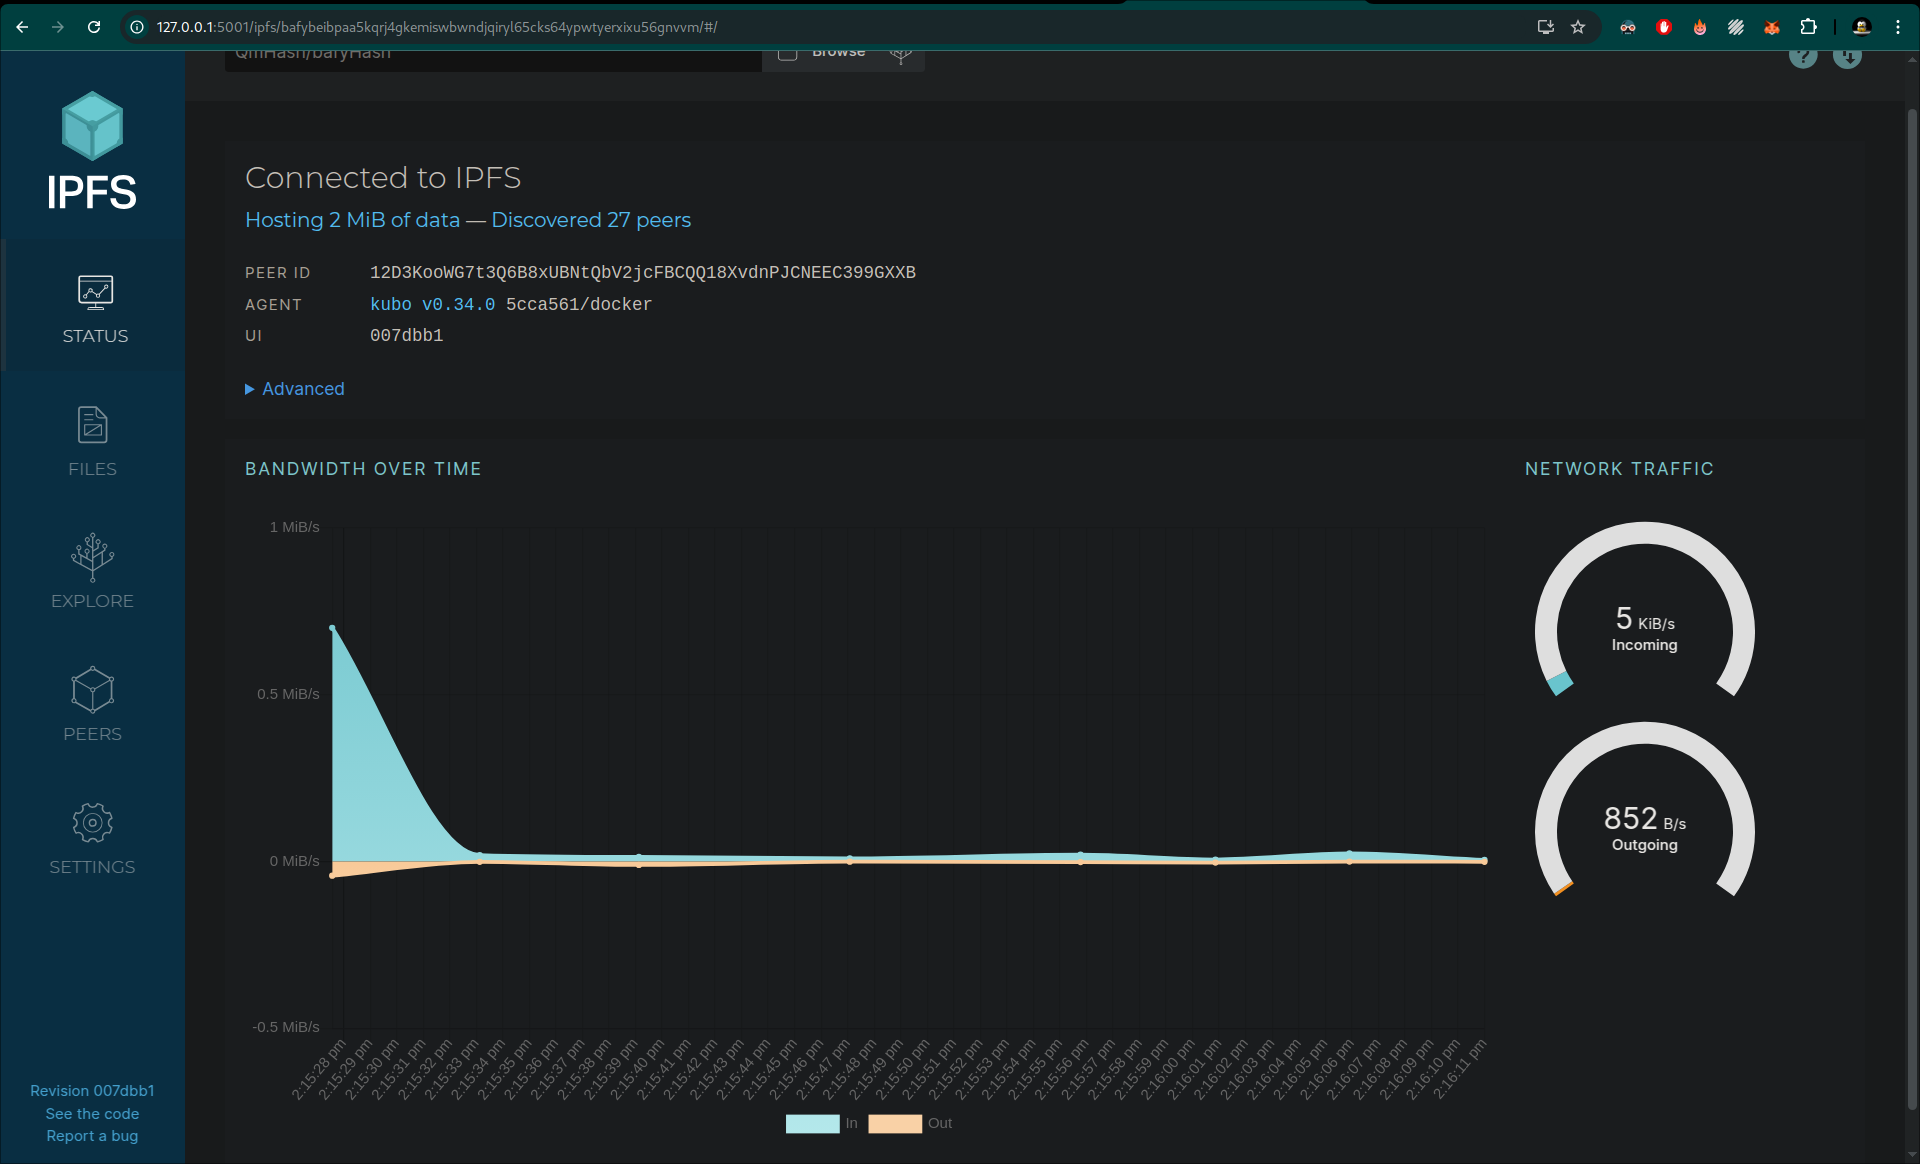 127.0.0.1:5001/ipfs/bafybeibpaa5kqrj4gkemiswbwndjqiryl65cks64ypwtyerxixu56gnvvm/#/
QmHash/bafyHash
Browse
IPFS
STATUS
FILES
EXPLORE
PEERS
SETTINGS
Revision 007dbb1
See the code
Report a bug
Connected to IPFS
Hosting 2 MiB of data — Discovered 27 peers
PEER ID 12D3KooWG7t3Q6B8xUBNtQbV2jcFBCQQ18XvdnPJCNEEC399GXXB
AGENT kubo v0.34.0 5cca561/docker
UI 007dbb1
▶ Advanced
BANDWIDTH OVER TIME
1 MiB/s
0.5 MiB/s
0 MiB/s
-0.5 MiB/s
2:15:28 pm
2:15:29 pm
2:15:30 pm
2:15:31 pm
2:15:32 pm
2:15:33 pm
2:15:34 pm
2:15:35 pm
2:15:36 pm
2:15:37 pm
2:15:38 pm
2:15:39 pm
2:15:40 pm
2:15:41 pm
2:15:42 pm
2:15:43 pm
2:15:44 pm
2:15:45 pm
2:15:46 pm
2:15:47 pm
2:15:48 pm
2:15:49 pm
2:15:50 pm
2:15:51 pm
2:15:52 pm
2:15:53 pm
2:15:54 pm
2:15:55 pm
2:15:56 pm
2:15:57 pm
2:15:58 pm
2:15:59 pm
2:16:00 pm
2:16:01 pm
2:16:02 pm
2:16:03 pm
2:16:04 pm
2:16:05 pm
2:16:06 pm
2:16:07 pm
2:16:08 pm
2:16:09 pm
2:16:10 pm
2:16:11 pm
In
Out
NETWORK TRAFFIC
5 KiB/s
Incoming
852 B/s
Outgoing